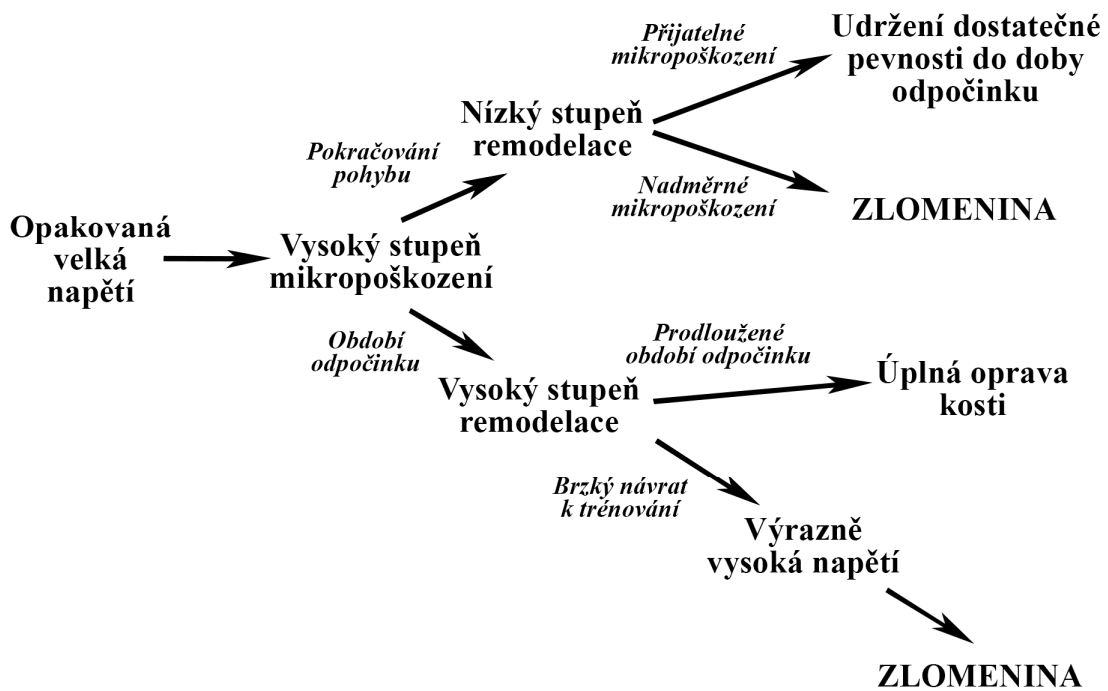 Opakovaná
velká
napětí
Vysoký stupeň
mikropoškození
Pokračování
pohybu
Nízký stupeň
remodelace
Přijatelné
mikropoškození
Udržení dostatečné
pevnosti do doby
odpočinku
Nadměrné
mikropoškození
ZLOMENINA
Období
odpočinku
Vysoký stupeň
remodelace
Prodloužené
období odpočinku
Úplná oprava
kosti
Brzký návrat
k trénování
Výrazně
vysoká napětí
ZLOMENINA